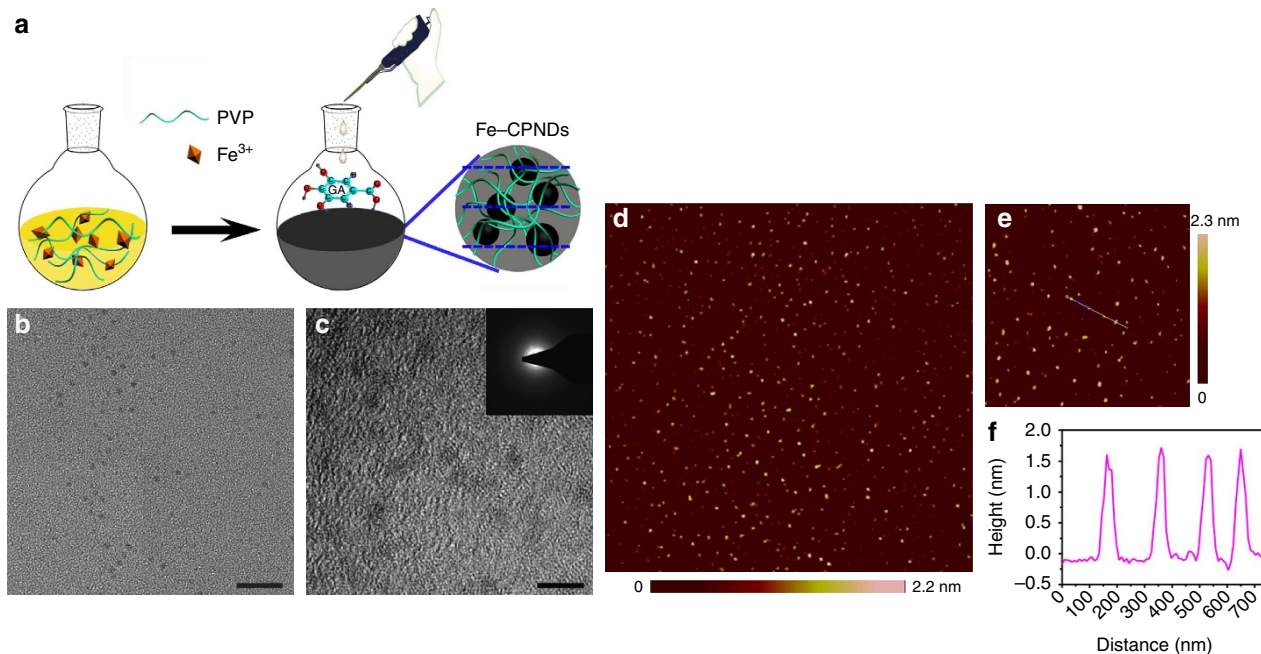 a
PVP
Fe³⁺
GA
Fe–CPNDs
b
c
d
0
2.2 nm
e
2.3 nm
0
f
Height (nm)
2.0
1.5
1.0
0.5
0.0
–0.5
0
100
200
300
400
500
600
700
Distance (nm)